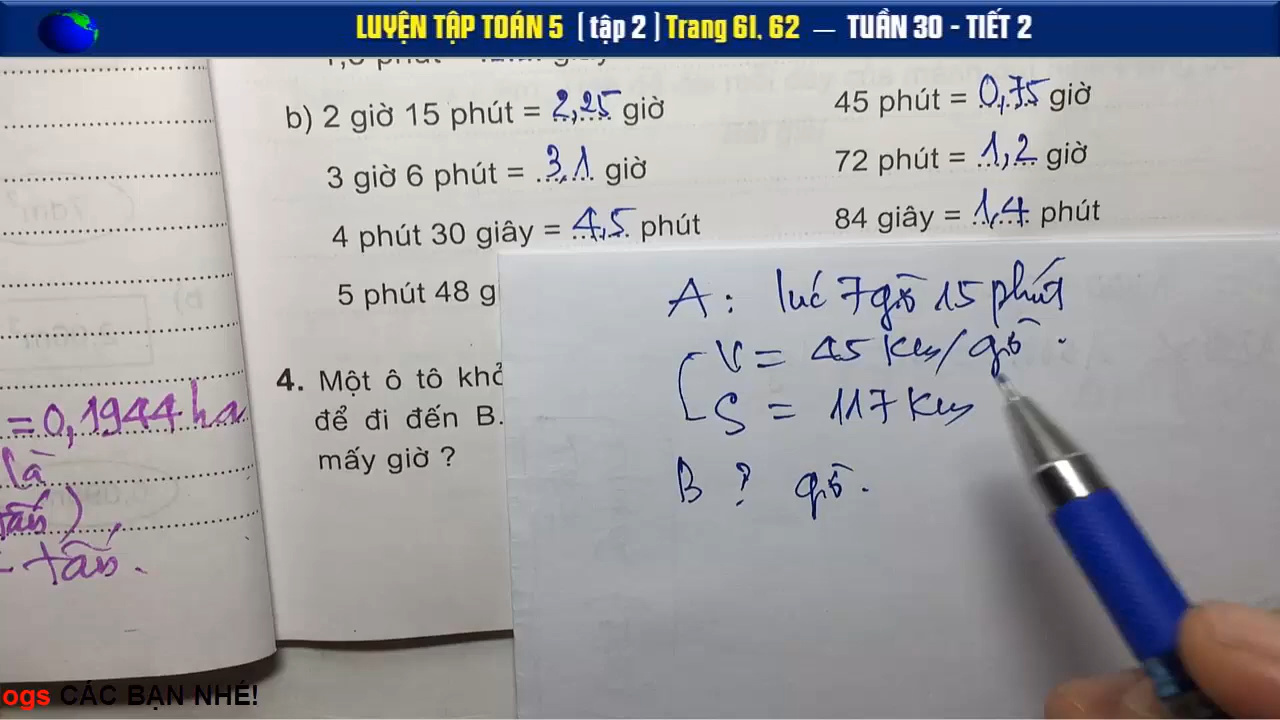 LUYỆN TẬP TOÁN 5 ( tập 2 ) Trang 61, 62 — TUẦN 30 - TIẾT 2
b) 2 giờ 15 phút = 2,25 giờ
45 phút = 0,75 giờ
3 giờ 6 phút = 3,1 giờ
72 phút = 1,2 giờ
4 phút 30 giây = 4,5 phút
84 giây = 1,4 phút
5 phút 48 g
A : lúc 7 giờ 15 phút
V = 45 km/giờ.
S = 117 km
B ? giờ.
4. Một ô tô khở
để đi đến B.
mấy giờ ?
= 0,1944 ha
là
tấn)
- tấn.
ogs CÁC BẠN NHÉ!